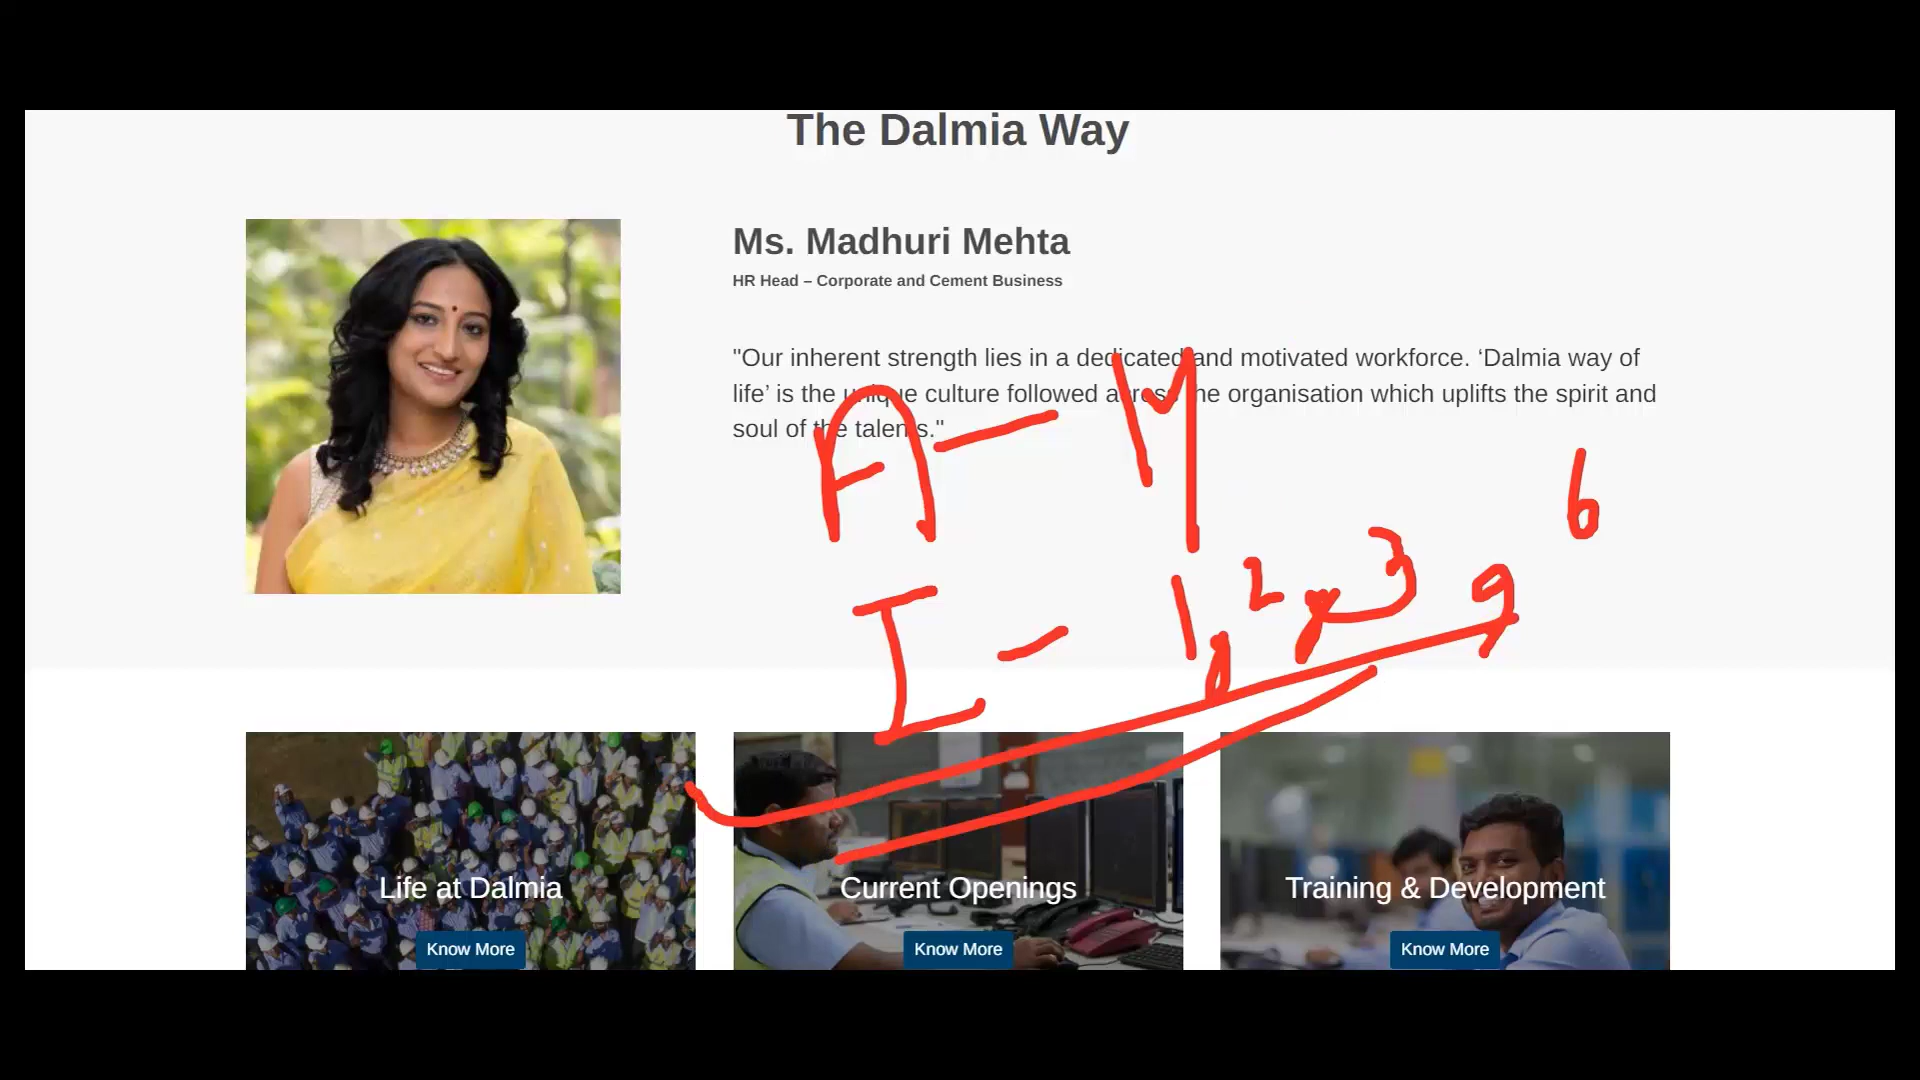 The Dalmia Way
Ms. Madhuri Mehta
HR Head – Corporate and Cement Business
"Our inherent strength lies in a dedicated and motivated workforce. ‘Dalmia way of
life’ is the unique culture followed across the organisation which uplifts the spirit and
soul of the talents."
A – M
6
I – 1, 2, 3 9
Life at Dalmia
Current Openings
Training & Development
Know More
Know More
Know More